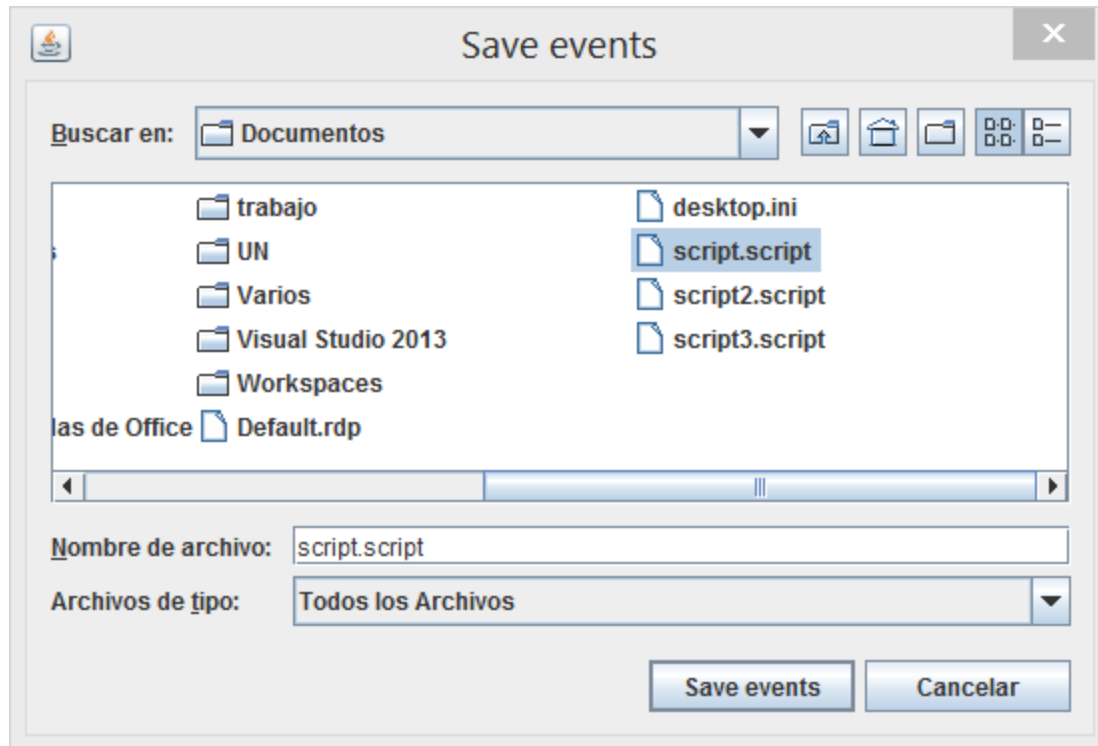 Save events
Buscar en: Documentos
trabajo
desktop.ini
s
UN
script.script
Varios
script2.script
Visual Studio 2013
script3.script
Workspaces
las de Office
Default.rdp
Nombre de archivo: script.script
Archivos de tipo: Todos los Archivos
Save events
Cancelar